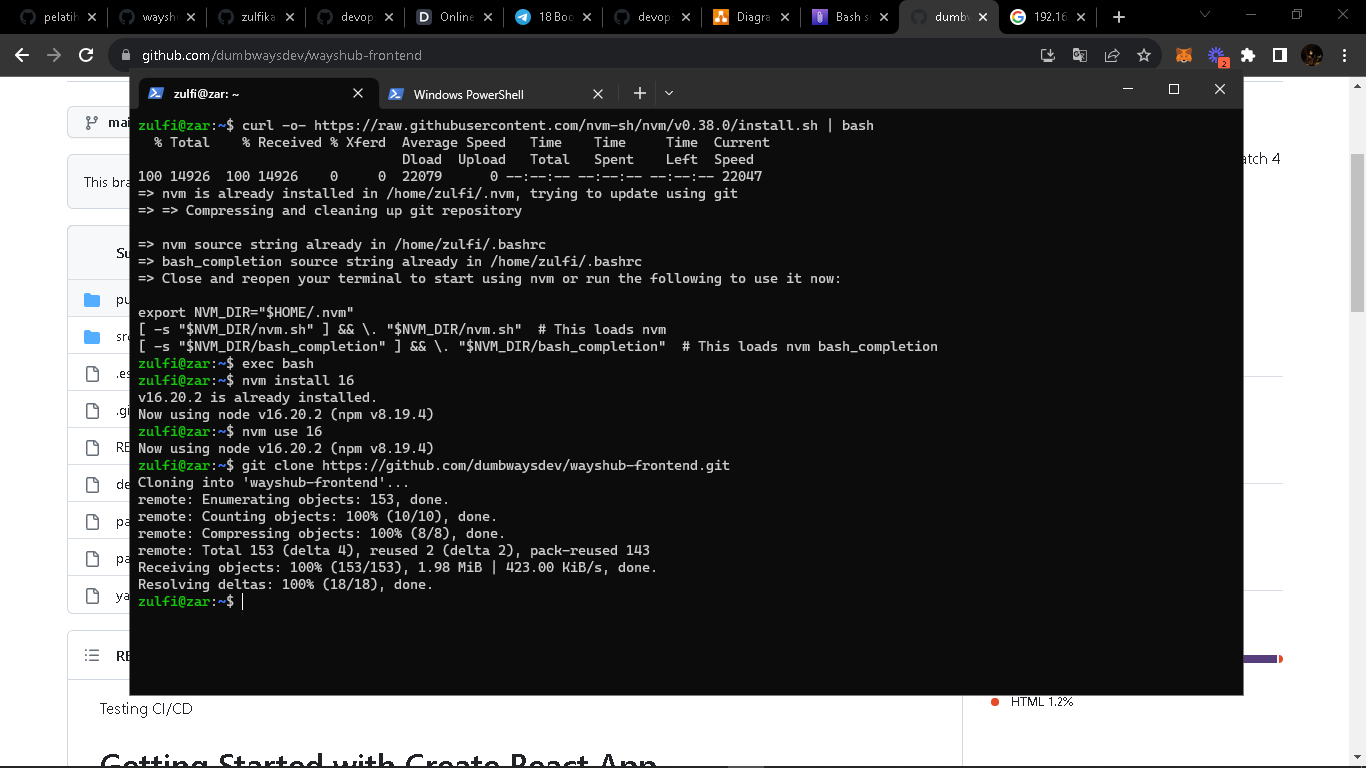 pelatih
waysh
zulfika
devop
Online
18 Boo
devop
Diagra
Bash s
dumbw
192.16
github.com/dumbwaysdev/wayshub-frontend
2
zulfi@zar: ~
Windows PowerShell
zulfi@zar:~$ curl -o- https://raw.githubusercontent.com/nvm-sh/nvm/v0.38.0/install.sh | bash
% Total % Received % Xferd Average Speed Time Time Time Current
Dload Upload Total Spent Left Speed
100 14926 100 14926 0 0 22079 0 --:--:-- --:--:-- --:--:-- 22047
=> nvm is already installed in /home/zulfi/.nvm, trying to update using git
=> => Compressing and cleaning up git repository
=> nvm source string already in /home/zulfi/.bashrc
=> bash_completion source string already in /home/zulfi/.bashrc
=> Close and reopen your terminal to start using nvm or run the following to use it now:
export NVM_DIR="$HOME/.nvm"
[ -s "$NVM_DIR/nvm.sh" ] && \. "$NVM_DIR/nvm.sh" # This loads nvm
[ -s "$NVM_DIR/bash_completion" ] && \. "$NVM_DIR/bash_completion" # This loads nvm bash_completion
zulfi@zar:~$ exec bash
zulfi@zar:~$ nvm install 16
v16.20.2 is already installed.
Now using node v16.20.2 (npm v8.19.4)
zulfi@zar:~$ nvm use 16
Now using node v16.20.2 (npm v8.19.4)
zulfi@zar:~$ git clone https://github.com/dumbwaysdev/wayshub-frontend.git
Cloning into 'wayshub-frontend'...
remote: Enumerating objects: 153, done.
remote: Counting objects: 100% (10/10), done.
remote: Compressing objects: 100% (8/8), done.
remote: Total 153 (delta 4), reused 2 (delta 2), pack-reused 143
Receiving objects: 100% (153/153), 1.98 MiB | 423.00 KiB/s, done.
Resolving deltas: 100% (18/18), done.
zulfi@zar:~$
mai
This bra
atch 4
Su
pu
src
.es
.gi
RE
de
pa
pa
ya
RE
HTML 1.2%
Testing CI/CD
Getting Started with Create React App